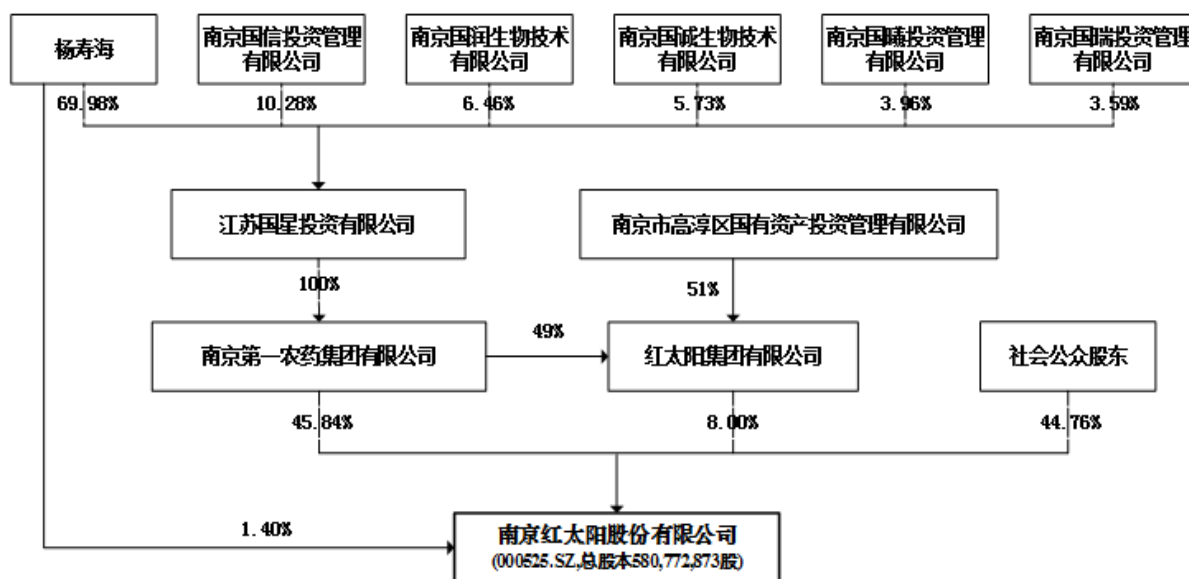 杨寿海
南京国信投资管理
有限公司
南京国润生物技术
有限公司
南京国诚生物技术
有限公司
南京国曦投资管理
有限公司
南京国瑞投资管理
有限公司
69.98%
10.28%
6.46%
5.73%
3.96%
3.59%
江苏国星投资有限公司
南京市高淳区国有资产投资管理有限公司
100%
51%
南京第一农药集团有限公司
49%
红太阳集团有限公司
社会公众股东
45.84%
8.00%
44.76%
1.40%
南京红太阳股份有限公司
(000525.SZ,总股本580,772,873股)